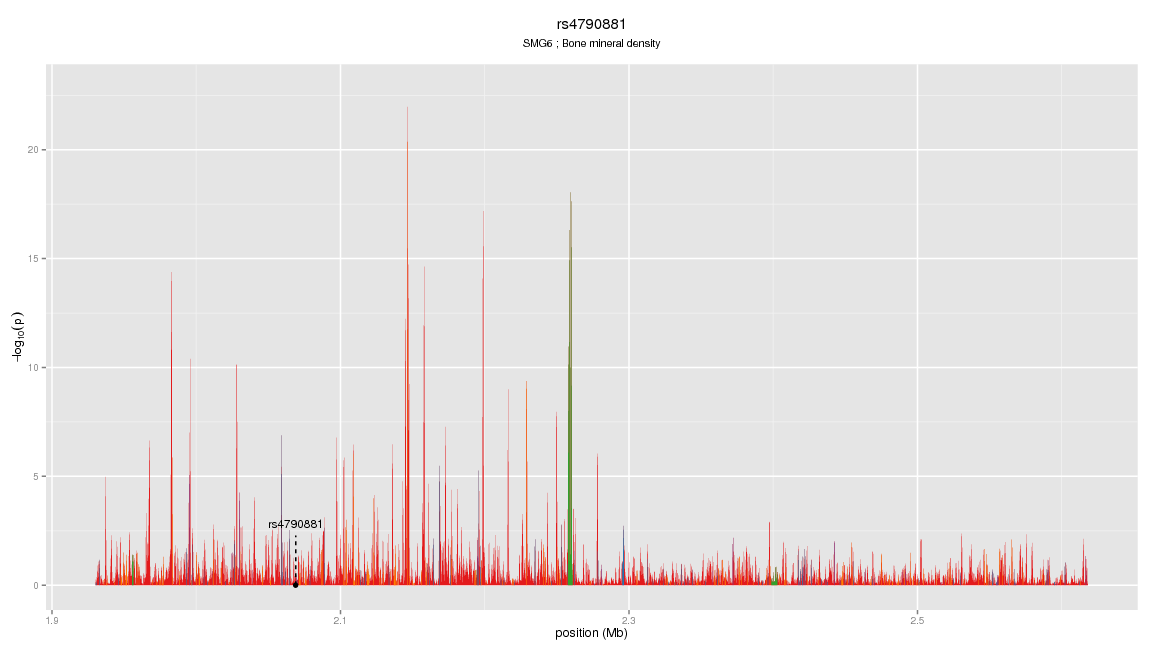 rs4790881
SMG6 ; Bone mineral density
20
15
10
5
0
−log10(p)
rs4790881
1.9
2.1
2.3
2.5
position (Mb)